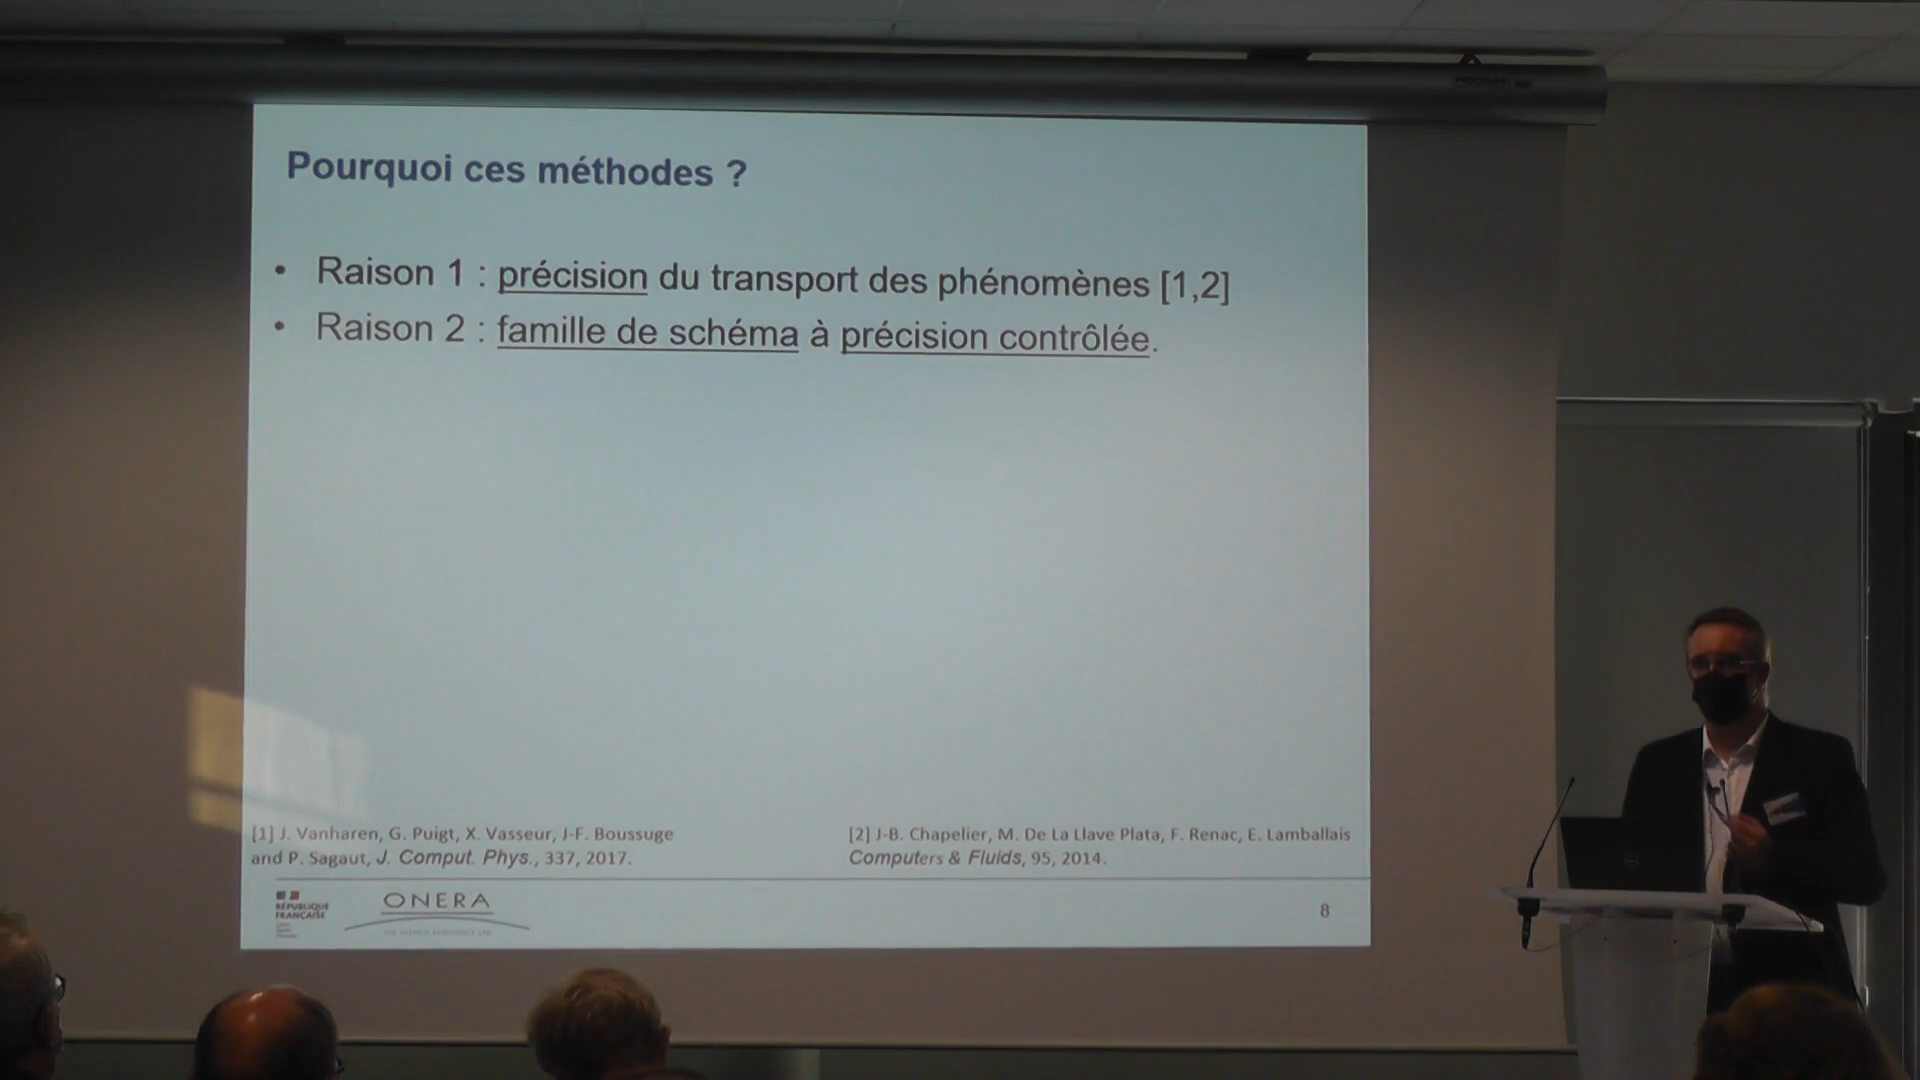 Pourquoi ces méthodes ?
• Raison 1 : précision du transport des phénomènes [1,2]
• Raison 2 : famille de schéma à précision contrôlée.
[1] J. Vanharen, G. Puigt, X. Vasseur, J-F. Boussuge
and P. Sagaut, J. Comput. Phys., 337, 2017.
[2] J-B. Chapelier, M. De La Llave Plata, F. Renac, E. Lamballais
Computers & Fluids, 95, 2014.
RÉPUBLIQUE
FRANÇAISE
ONERA
THE FRENCH AEROSPACE LAB
8